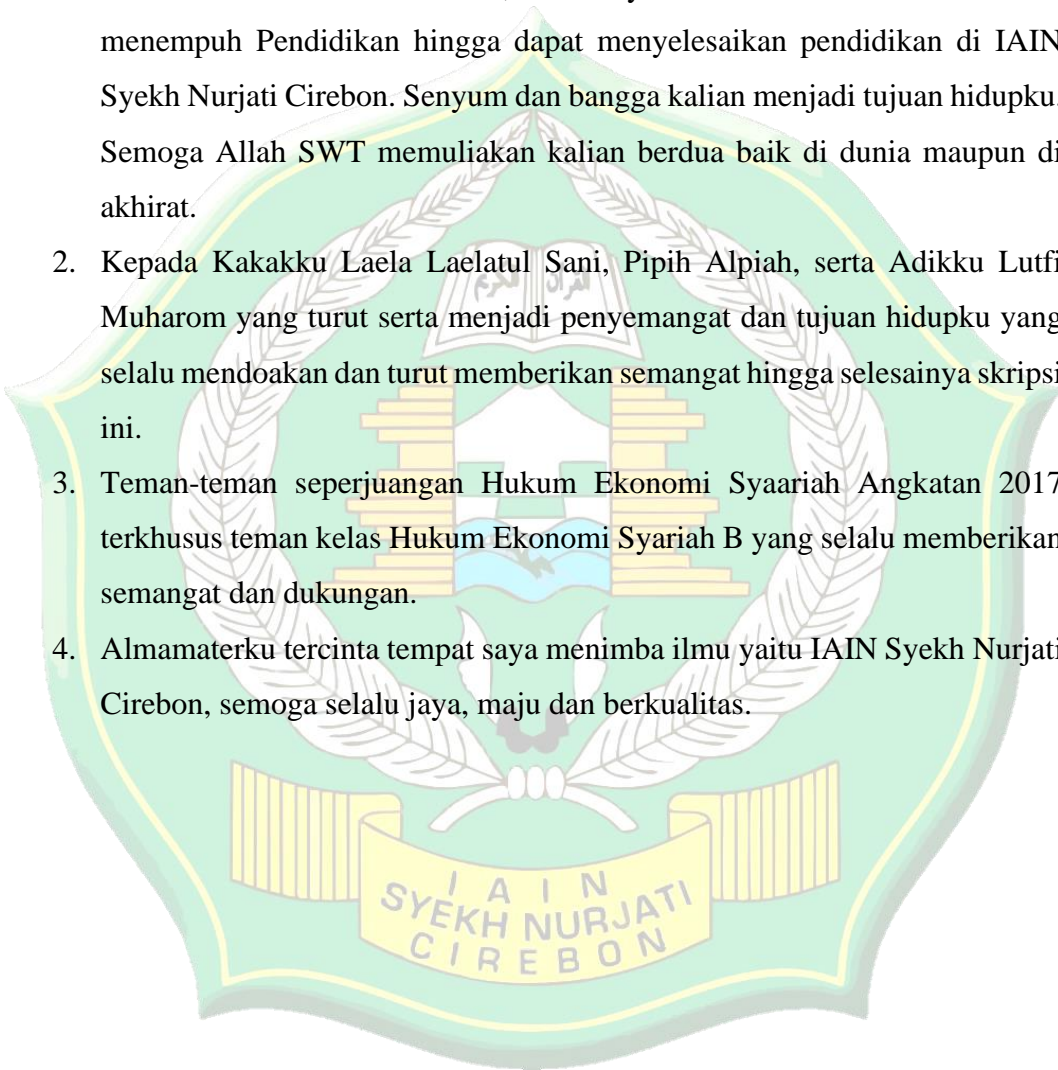 menempuh Pendidikan hingga dapat menyelesaikan pendidikan di IAIN
Syekh Nurjati Cirebon. Senyum dan bangga kalian menjadi tujuan hidupku.
Semoga Allah SWT memuliakan kalian berdua baik di dunia maupun di
akhirat.
2. Kepada Kakakku Laela Laelatul Sani, Pipih Alpiah, serta Adikku Lutfi
Muharom yang turut serta menjadi penyemangat dan tujuan hidupku yang
selalu mendoakan dan turut memberikan semangat hingga selesainya skripsi
ini.
3. Teman-teman seperjuangan Hukum Ekonomi Syaariah Angkatan 2017
terkhusus teman kelas Hukum Ekonomi Syariah B yang selalu memberikan
semangat dan dukungan.
4. Almamaterku tercinta tempat saya menimba ilmu yaitu IAIN Syekh Nurjati
Cirebon, semoga selalu jaya, maju dan berkualitas.
القرآن الكريم
IAIN
SYEKH NURJATI
CIREBON